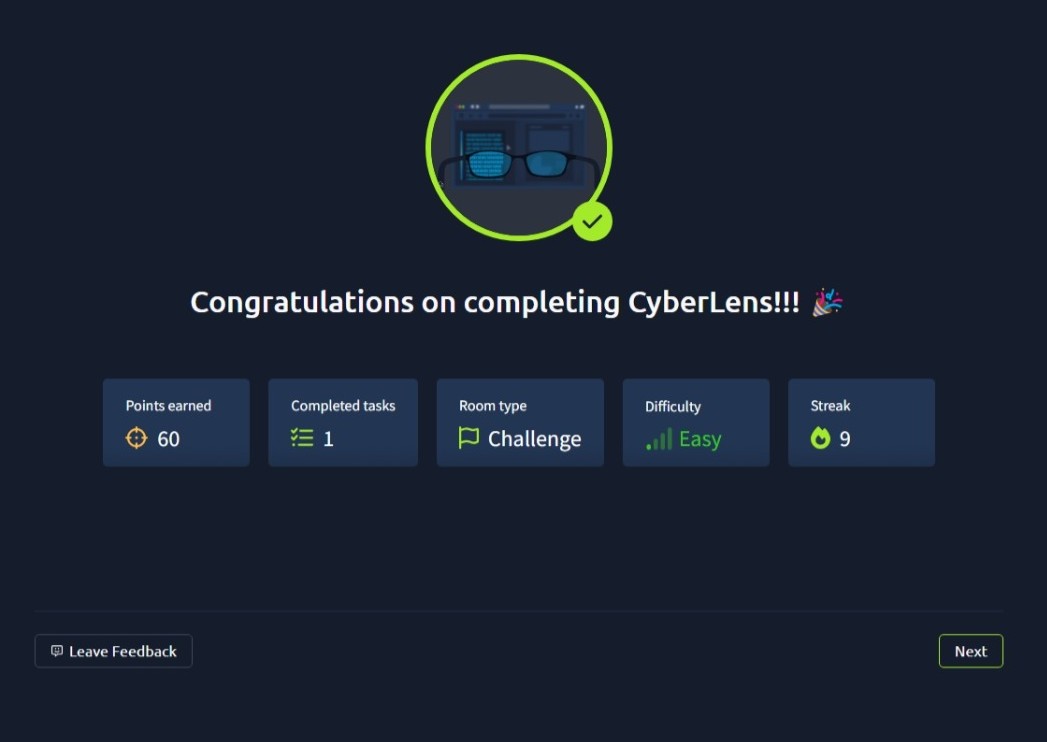 Congratulations on completing CyberLens!!! 🎉
Points earned
60
Completed tasks
1
Room type
Challenge
Difficulty
Easy
Streak
9
Leave Feedback
Next